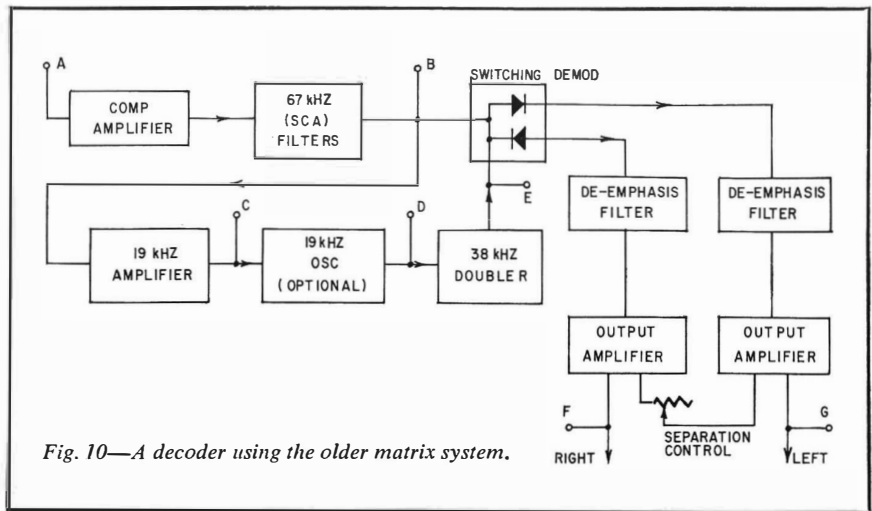 A
B
COMP
AMPLIFIER
67 kHZ
(SCA)
FILTERS
SWITCHING DEMOD
E
C
D
19 kHZ
AMPLIFIER
19 kHZ
OSC
(OPTIONAL)
38 kHZ
DOUBLER
DE-EMPHASIS
FILTER
DE-EMPHASIS
FILTER
OUTPUT
AMPLIFIER
OUTPUT
AMPLIFIER
F
G
SEPARATION
CONTROL
RIGHT
LEFT
Fig. 10—A decoder using the older matrix system.